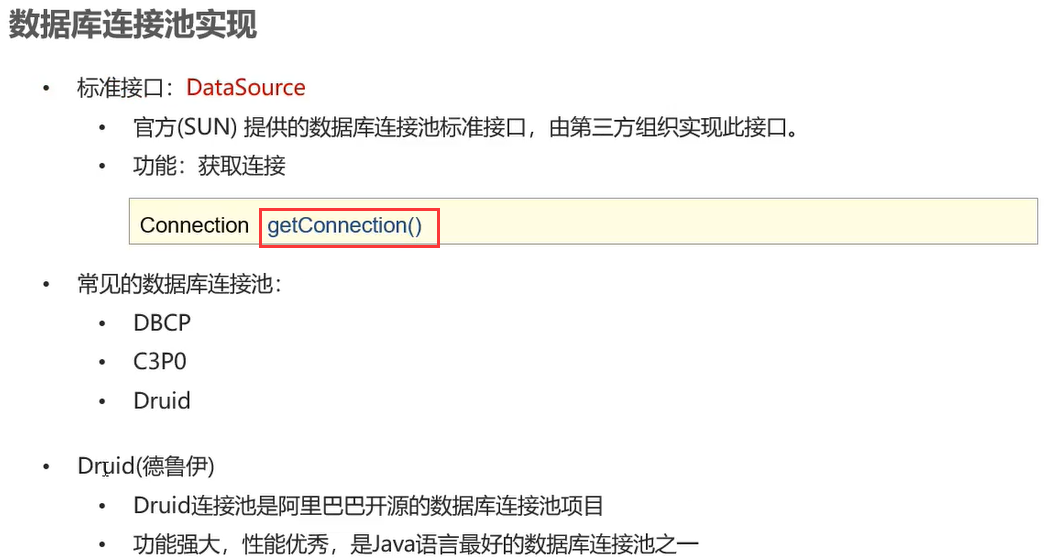 数据库连接池实现
• 标准接口：DataSource
• 官方(SUN) 提供的数据库连接池标准接口，由第三方组织实现此接口。
• 功能：获取连接
Connection getConnection()
• 常见的数据库连接池：
• DBCP
• C3P0
• Druid
• Druid(德鲁伊)
• Druid连接池是阿里巴巴开源的数据库连接池项目
• 功能强大，性能优秀，是Java语言最好的数据库连接池之一